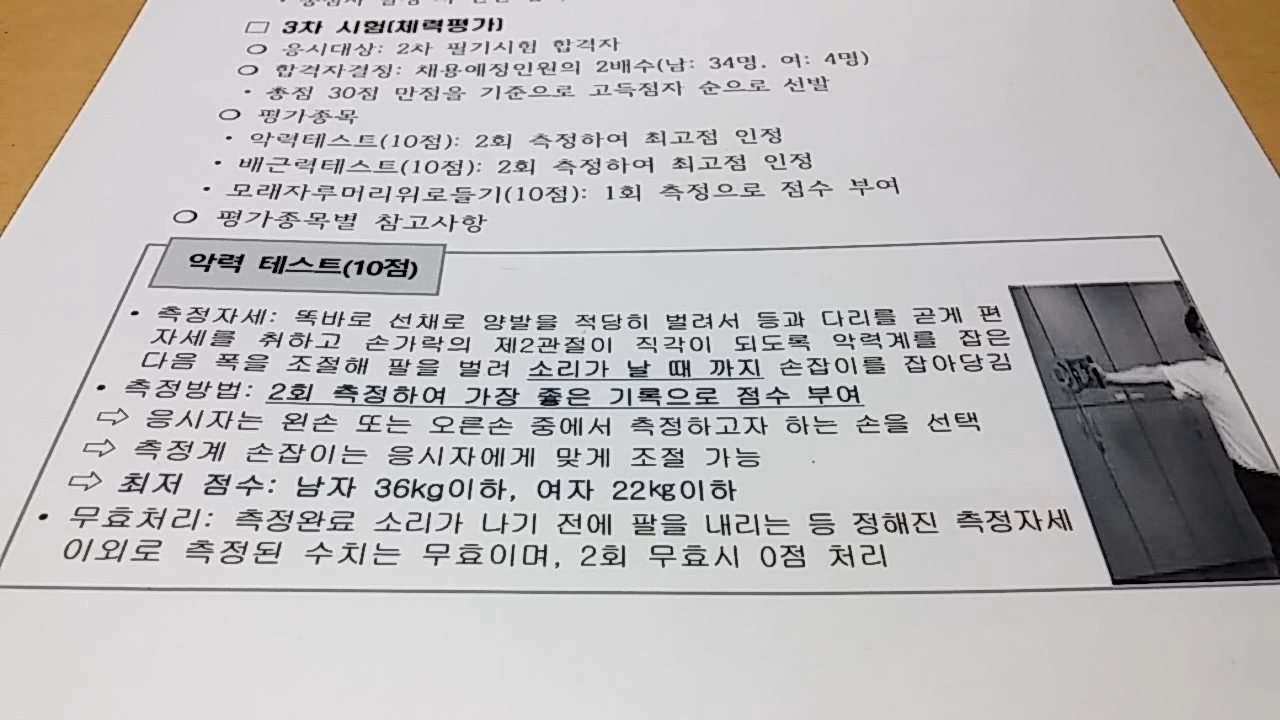 □ 3차 시험(체력평가)
○ 응시대상: 2차 필기시험 합격자
○ 합격자결정: 채용예정인원의 2배수(남: 34명, 여: 4명)
• 총점 30점 만점을 기준으로 고득점자 순으로 선발
○ 평가종목
• 악력테스트(10점): 2회 측정하여 최고점 인정
• 배근력테스트(10점): 2회 측정하여 최고점 인정
• 모래자루머리위로들기(10점): 1회 측정으로 점수 부여
○ 평가종목별 참고사항
악력 테스트(10점)
• 측정자세: 똑바로 선채로 양발을 적당히 벌려서 등과 다리를 곧게 편
자세를 취하고 손가락의 제2관절이 직각이 되도록 악력계를 잡은
다음 폭을 조절해 팔을 벌려 소리가 날 때 까지 손잡이를 잡아당김
• 측정방법: 2회 측정하여 가장 좋은 기록으로 점수 부여
⇨ 응시자는 왼손 또는 오른손 중에서 측정하고자 하는 손을 선택
⇨ 측정계 손잡이는 응시자에게 맞게 조절 가능
⇨ 최저 점수: 남자 36kg이하, 여자 22kg이하
• 무효처리: 측정완료 소리가 나기 전에 팔을 내리는 등 정해진 측정자세
이외로 측정된 수치는 무효이며, 2회 무효시 0점 처리